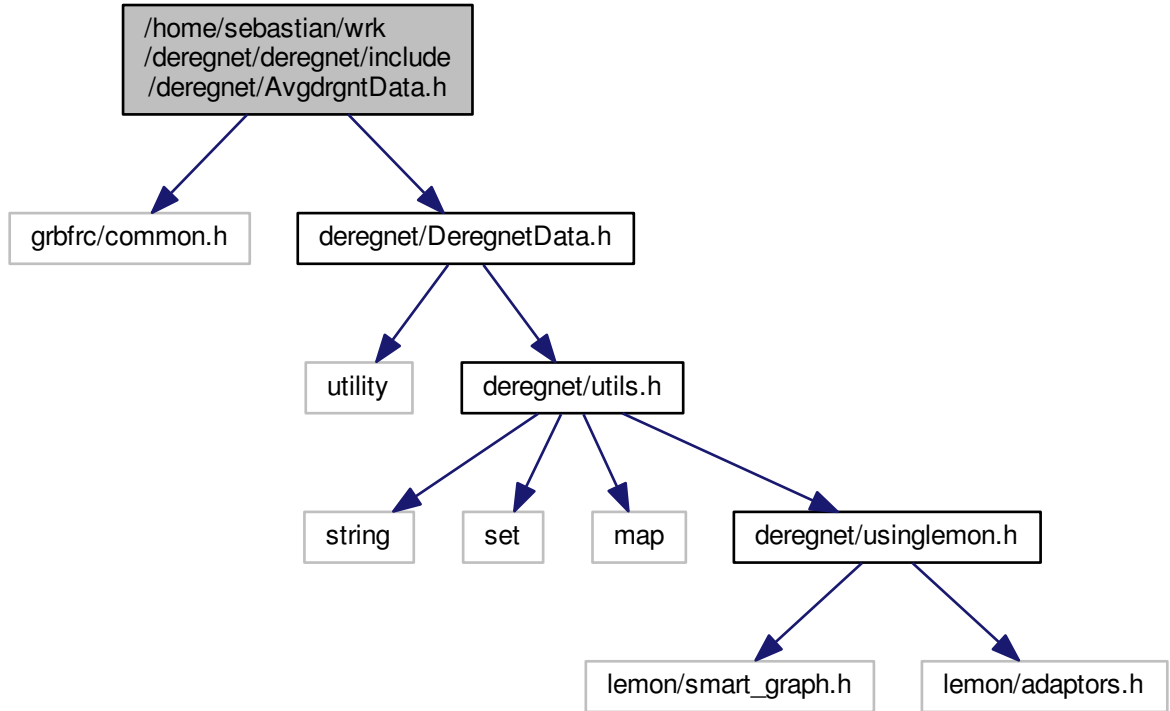 /home/sebastian/wrk
/deregnet/deregnet/include
/deregnet/AvgdrgntData.h
grbfrc/common.h
deregnet/DeregnetData.h
utility
deregnet/utils.h
string
set
map
deregnet/usinglemon.h
lemon/smart_graph.h
lemon/adaptors.h